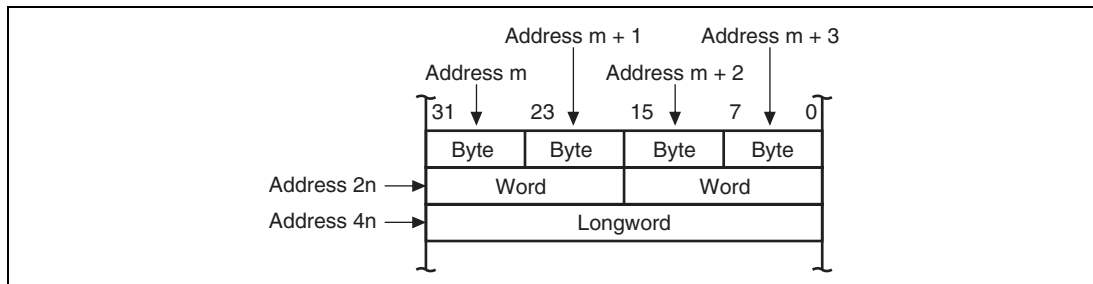 Address m + 1 Address m + 3
Address m Address m + 2
31 23 15 7 0
Byte Byte Byte Byte
Address 2n Word Word
Address 4n Longword